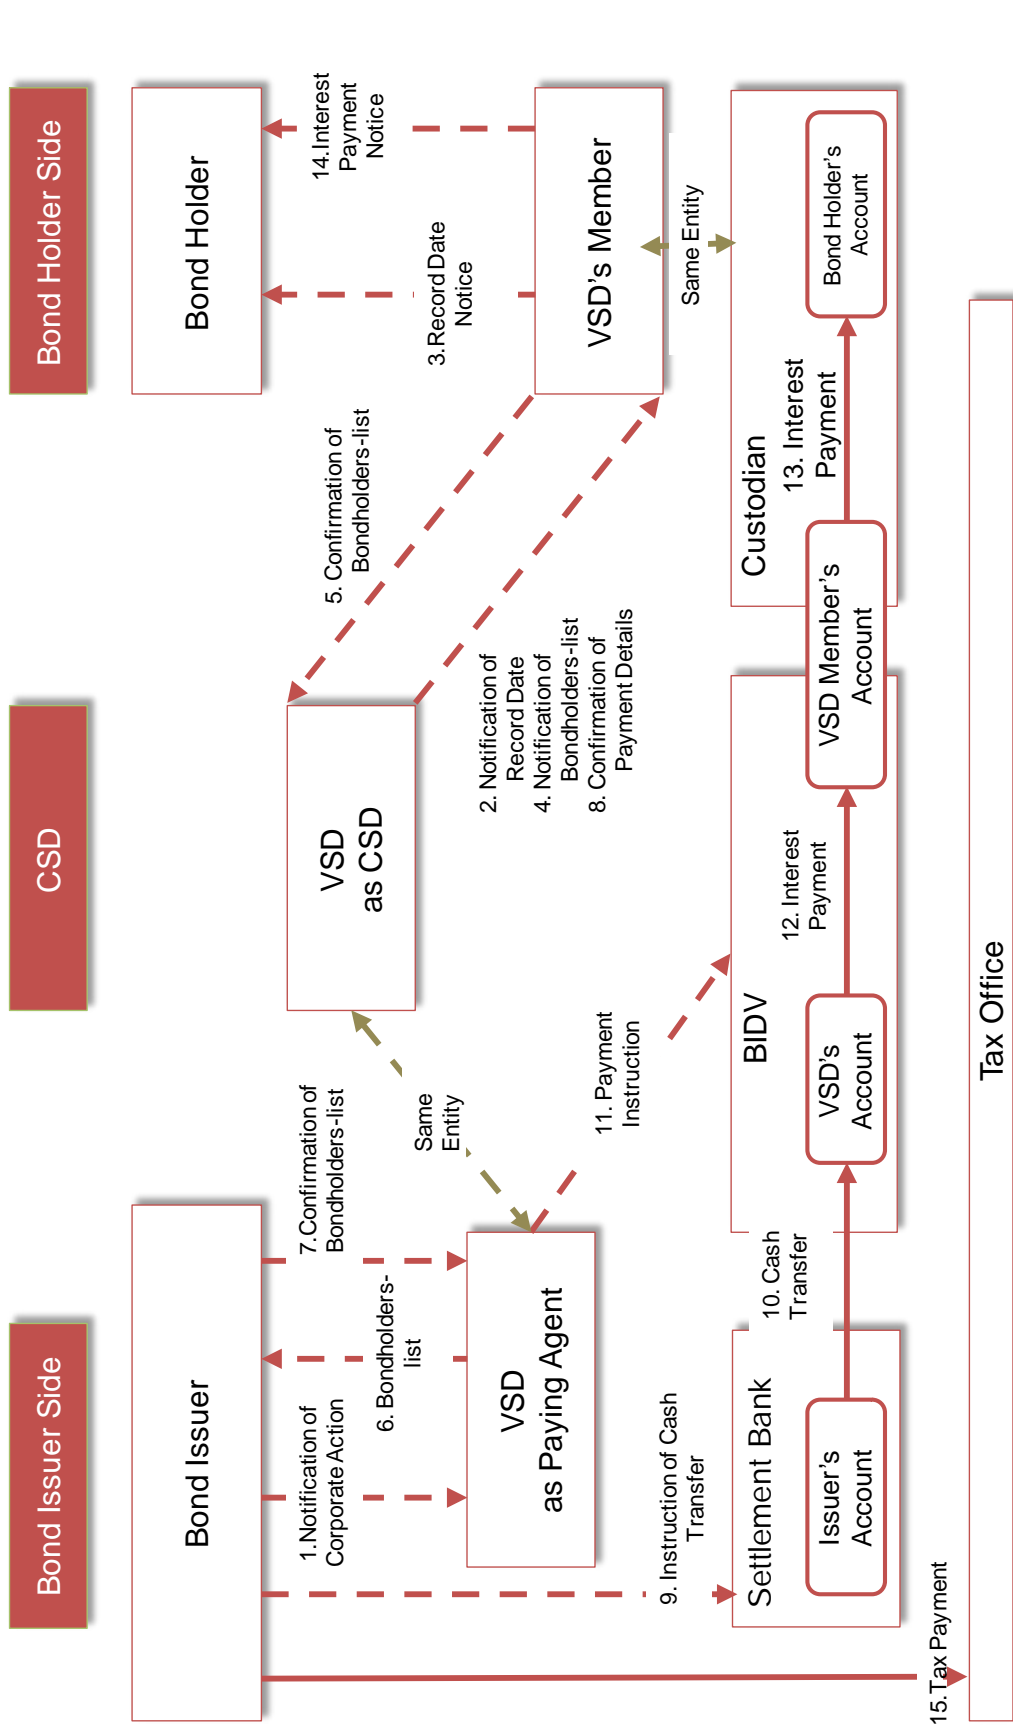 Bond Issuer Side
CSD
Bond Holder Side
Bond Issuer
Bond Holder
1.Notification of
Corporate Action
6. Bondholders-
list
7.Confirmation of
Bondholders-list
VSD
as CSD
5. Confirmation of
Bondholders-list
3.Record Date
Notice
14.Interest
Payment
Notice
VSD
as Paying Agent
Same
Entity
2. Notification of
Record Date
4. Notification of
Bondholders-list
8. Confirmation of
Payment Details
VSD's Member
9. Instruction of Cash
Transfer
11. Payment
Instruction
Same Entity
Settlement Bank
Issuer's
Account
10. Cash
Transfer
BIDV
VSD's
Account
12. Interest
Payment
VSD Member's
Account
Custodian
13. Interest
Payment
Bond Holder's
Account
15.Tax Payment
Tax Office